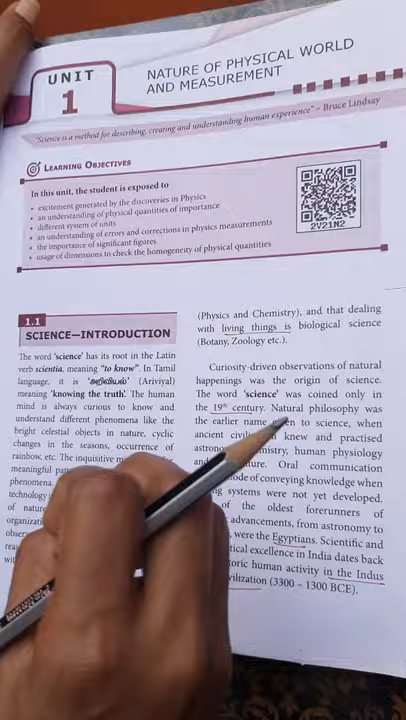 UNIT
1
NATURE OF PHYSICAL WORLD
AND MEASUREMENT
"Science is a method for describing, creating and understanding human experience" – Bruce Lindsay
LEARNING OBJECTIVES
In this unit, the student is exposed to
• excitement generated by the discoveries in Physics
• an understanding of physical quantities of importance
• different system of units
• an understanding of errors and corrections in physics measurements
• the importance of significant figures
• usage of dimensions to check the homogeneity of physical quantities
2V21N2
1.1
SCIENCE—INTRODUCTION
The word 'science' has its root in the Latin
verb scientia, meaning "to know". In Tamil
language, it is 'அறிவியல்' (Ariviyal)
meaning 'knowing the truth'. The human
mind is always curious to know and
understand different phenomena like the
bright celestial objects in nature, cyclic
changes in the seasons, occurrence of
rainbow, etc. The inquisitive
meaningful
phenomena.
technology
of
(Physics and Chemistry), and that dealing
with living things is biological science
(Botany, Zoology etc.).
Curiosity-driven observations of natural
happenings was the origin of science.
The word 'science' was coined only in
the 19th century. Natural philosophy was
the earlier name to science, when
ancient knew and practised
human physiology
Oral communication
of conveying knowledge when
systems were not yet developed.
of the oldest forerunners of
advancements, from astronomy to
were the Egyptians. Scientific and
excellence in India dates back
human activity in the Indus
(3300 – 1300 BCE).